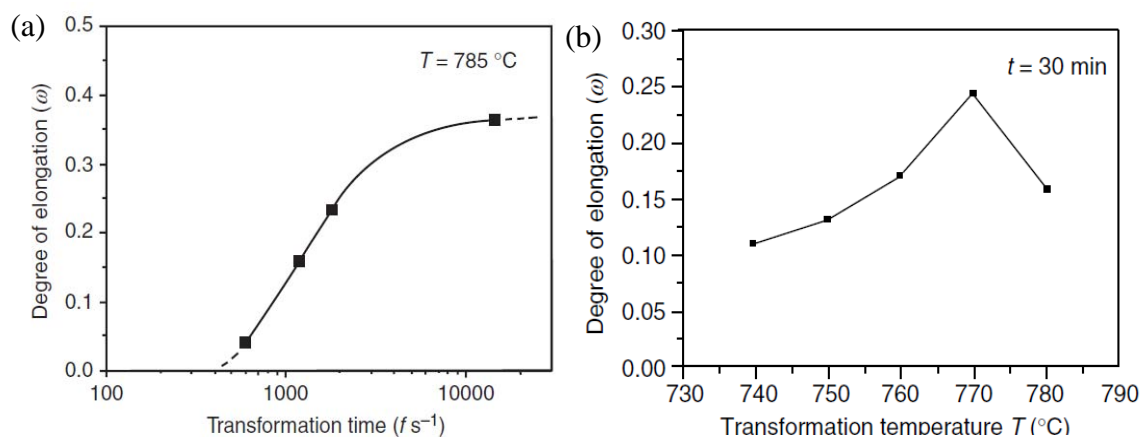 (a)
T = 785 °C
Degree of elongation (ω)
0.5
0.4
0.3
0.2
0.1
0.0
100
1000
10000
Transformation time (f s⁻¹)
(b)
t = 30 min
Degree of elongation (ω)
0.30
0.25
0.20
0.15
0.10
0.05
0.00
730
740
750
760
770
780
790
Transformation temperature T (°C)